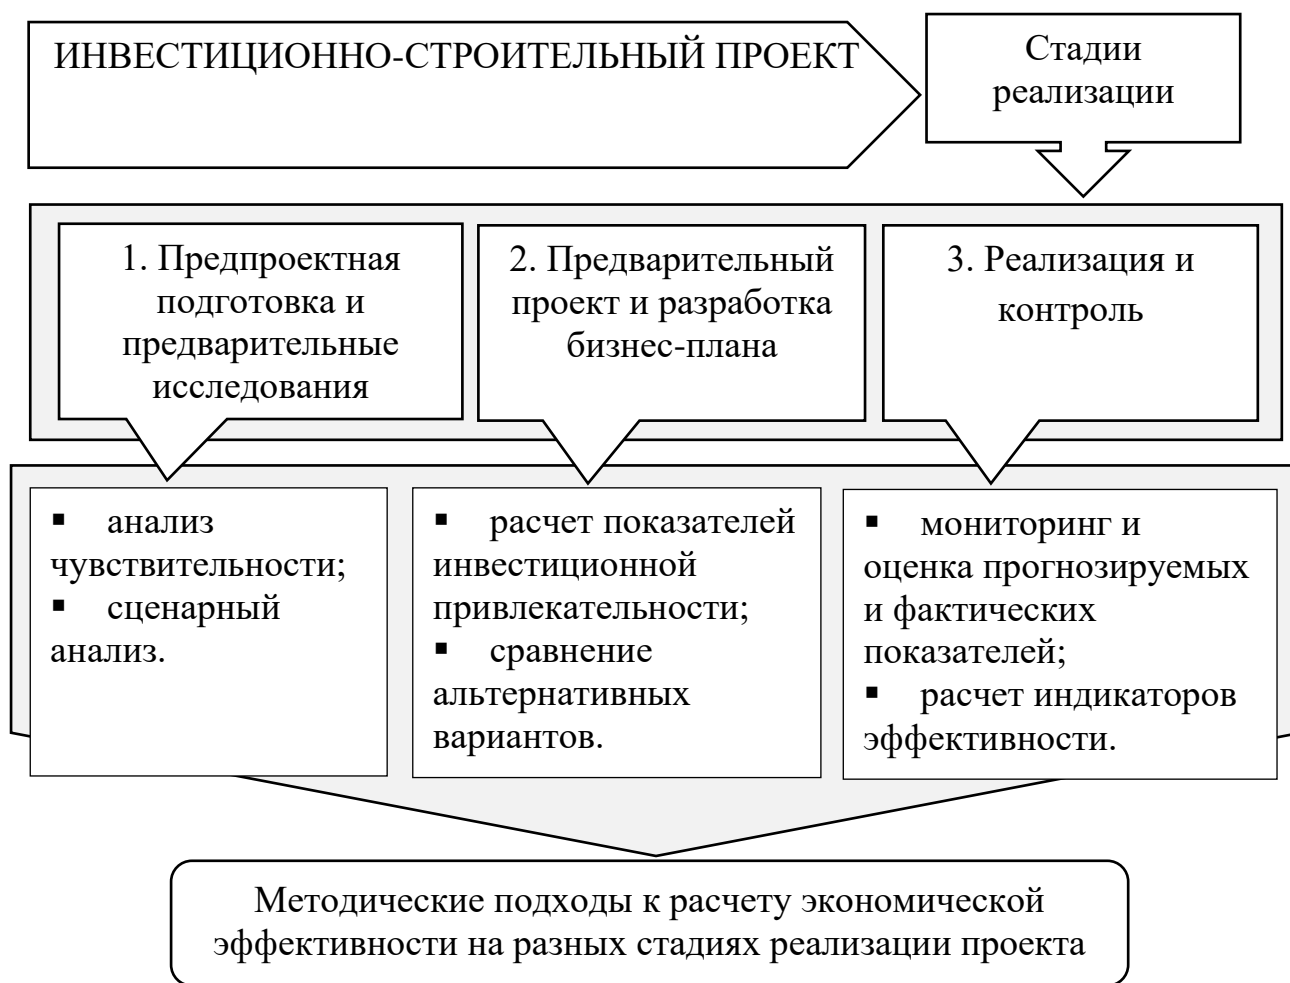 ИНВЕСТИЦИОННО-СТРОИТЕЛЬНЫЙ ПРОЕКТ
Стадии
реализации
1. Предпроектная
подготовка и
предварительные
исследования
2. Предварительный
проект и разработка
бизнес-плана
3. Реализация и
контроль
▪ анализ
чувствительности;
▪ сценарный
анализ.
▪ расчет показателей
инвестиционной
привлекательности;
▪ сравнение
альтернативных
вариантов.
▪ мониторинг и
оценка прогнозируемых
и фактических
показателей;
▪ расчет индикаторов
эффективности.
Методические подходы к расчету экономической
эффективности на разных стадиях реализации проекта